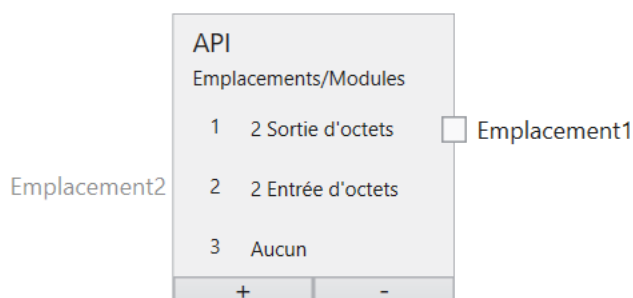 API
Emplacements/Modules
1 2 Sortie d'octets Emplacement1
Emplacement2 2 2 Entrée d'octets
3 Aucun
+ -